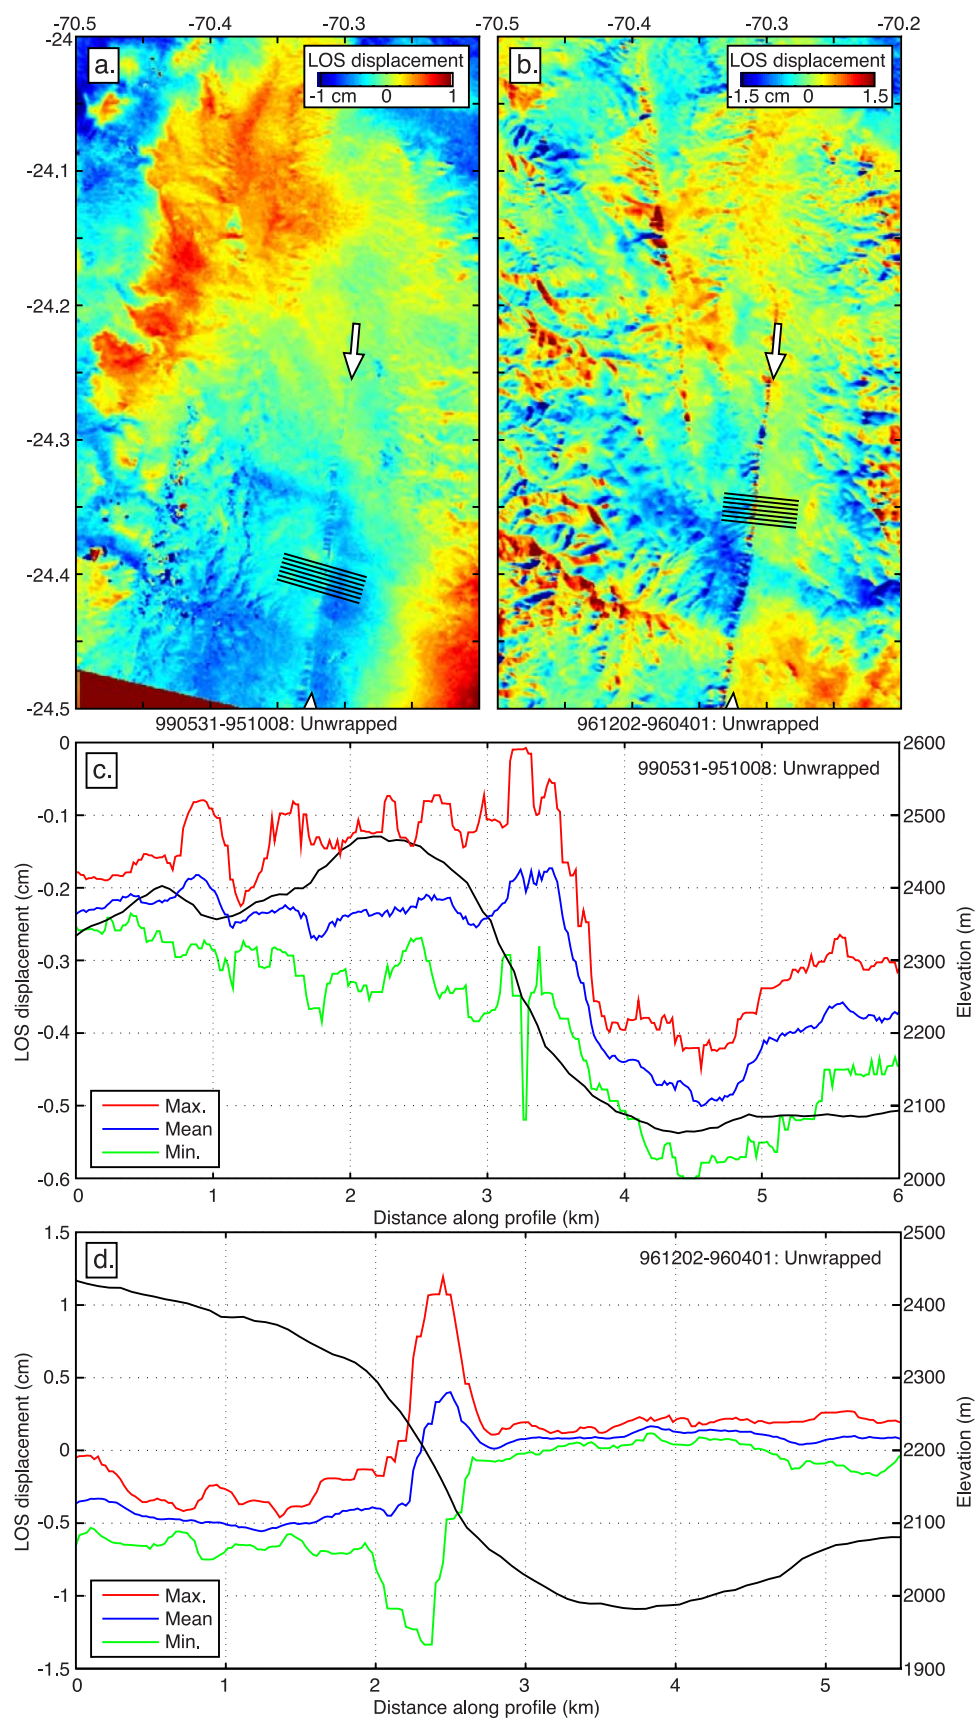 -70.5 -70.4 -70.3 -70.5 -70.4 -70.3 -70.2
-24
a.
LOS displacement
-1 cm 0 1
b.
LOS displacement
-1.5 cm 0 1.5
-24.1
-24.2
-24.3
-24.4
-24.5
990531-951008: Unwrapped
961202-960401: Unwrapped
c.
990531-951008: Unwrapped
0
-0.1
-0.2
-0.3
-0.4
-0.5
-0.6
LOS displacement (cm)
2600
2500
2400
2300
2200
2100
2000
Elevation (m)
Max.
Mean
Min.
0 1 2 3 4 5 6
Distance along profile (km)
d.
961202-960401: Unwrapped
1.5
1
0.5
0
-0.5
-1
-1.5
LOS displacement (cm)
2500
2400
2300
2200
2100
2000
1900
Elevation (m)
Max.
Mean
Min.
0 1 2 3 4 5
Distance along profile (km)